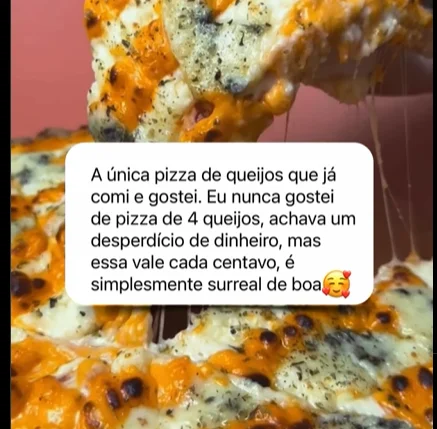 A única pizza de queijos que já
comi e gostei. Eu nunca gostei
de pizza de 4 queijos, achava um
desperdício de dinheiro, mas
essa vale cada centavo, é
simplesmente surreal de boa🥰